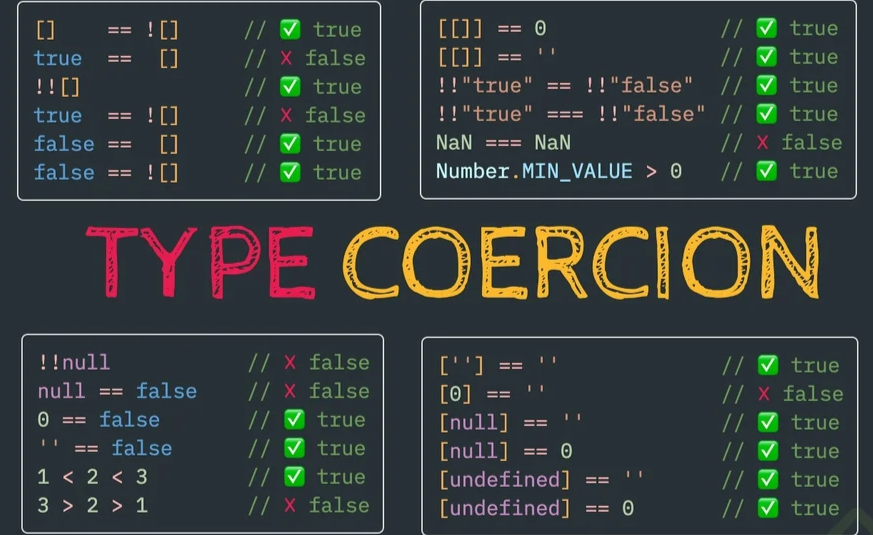 [] == ![] // ✅ true
true == [] // ❌ false
!![] // ✅ true
true == ![] // ❌ false
false == [] // ✅ true
false == ![] // ✅ true
[[]] == 0 // ✅ true
[[]] == '' // ✅ true
!!"true" == !!"false" // ✅ true
!!"true" === !!"false" // ✅ true
NaN === NaN // ❌ false
Number.MIN_VALUE > 0 // ✅ true
TYPE COERCION
!!null // ❌ false
null == false // ❌ false
0 == false // ✅ true
'' == false // ✅ true
1 < 2 < 3 // ✅ true
3 > 2 > 1 // ❌ false
[''] == '' // ✅ true
[0] == '' // ❌ false
[null] == '' // ✅ true
[null] == 0 // ✅ true
[undefined] == '' // ✅ true
[undefined] == 0 // ✅ true